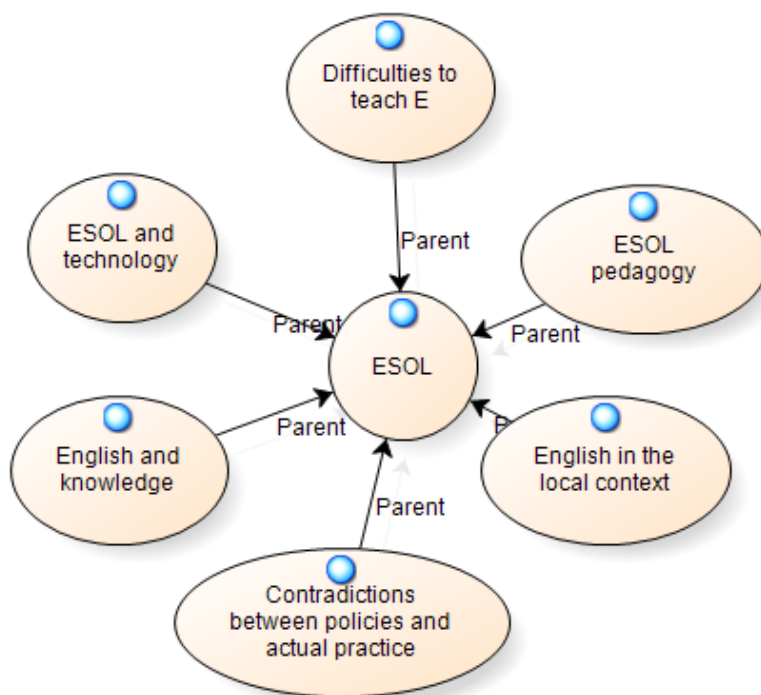 Difficulties to
teach E
Parent
ESOL and
technology
ESOL
pedagogy
Parent
Parent
ESOL
English and
knowledge
Parent
English in the
local context
Parent
Contradictions
between policies and
actual practice